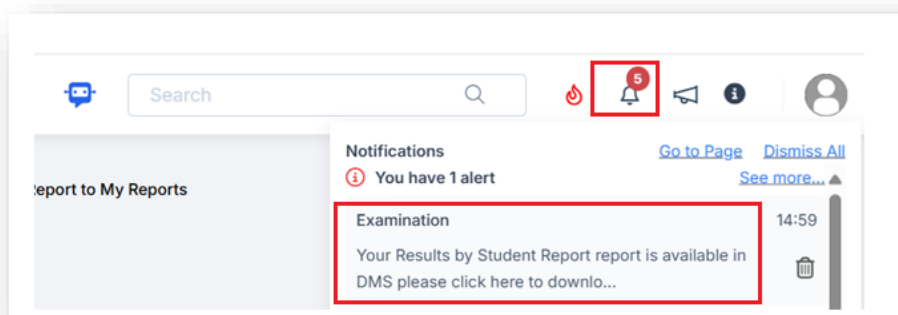 Search
5
Notifications
Go to Page
Dismiss All
You have 1 alert
See more...
Report to My Reports
Examination
14:59
Your Results by Student Report report is available in
DMS please click here to downlo...